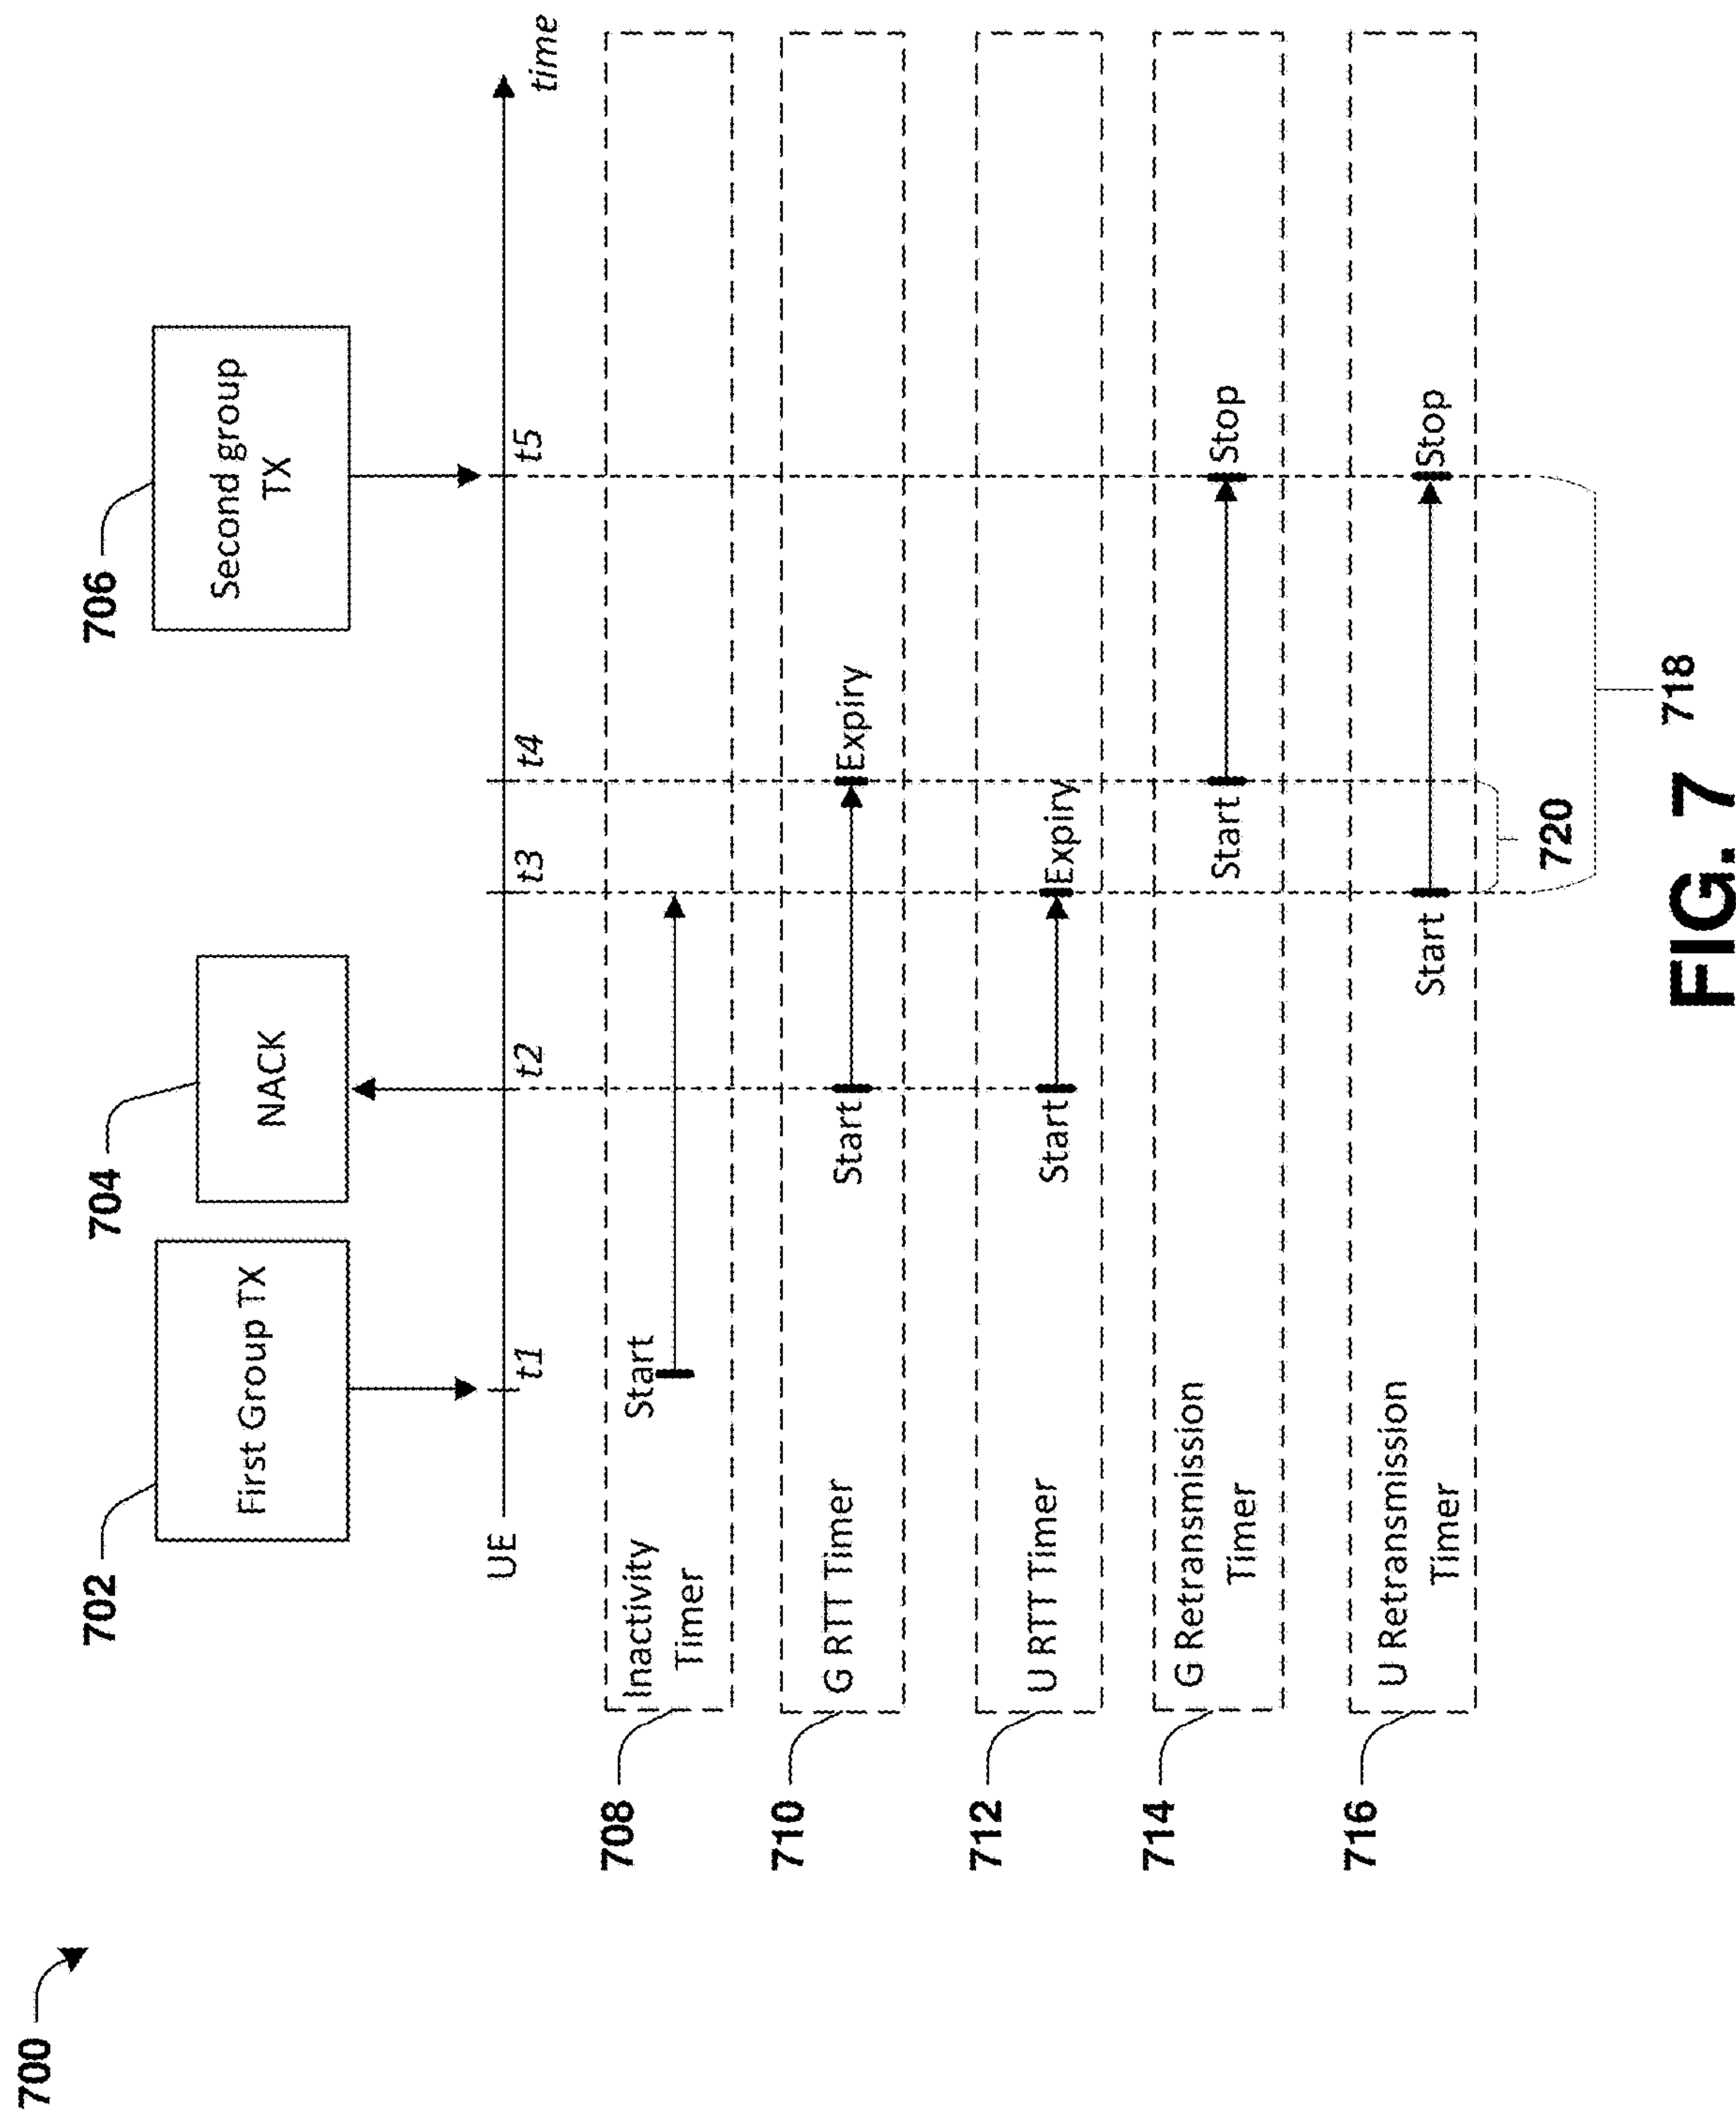 700
702
704
706
First Group TX
NACK
Second group
TX
UE
t1
t2
t3
t4
t5
time
708
Inactivity
Timer
Start
710
G RTT Timer
Start
Expiry
712
U RTT Timer
Start
Expiry
714
G Retransmission
Timer
Start
Stop
716
U Retransmission
Timer
Start
Stop
720
718
FIG. 7